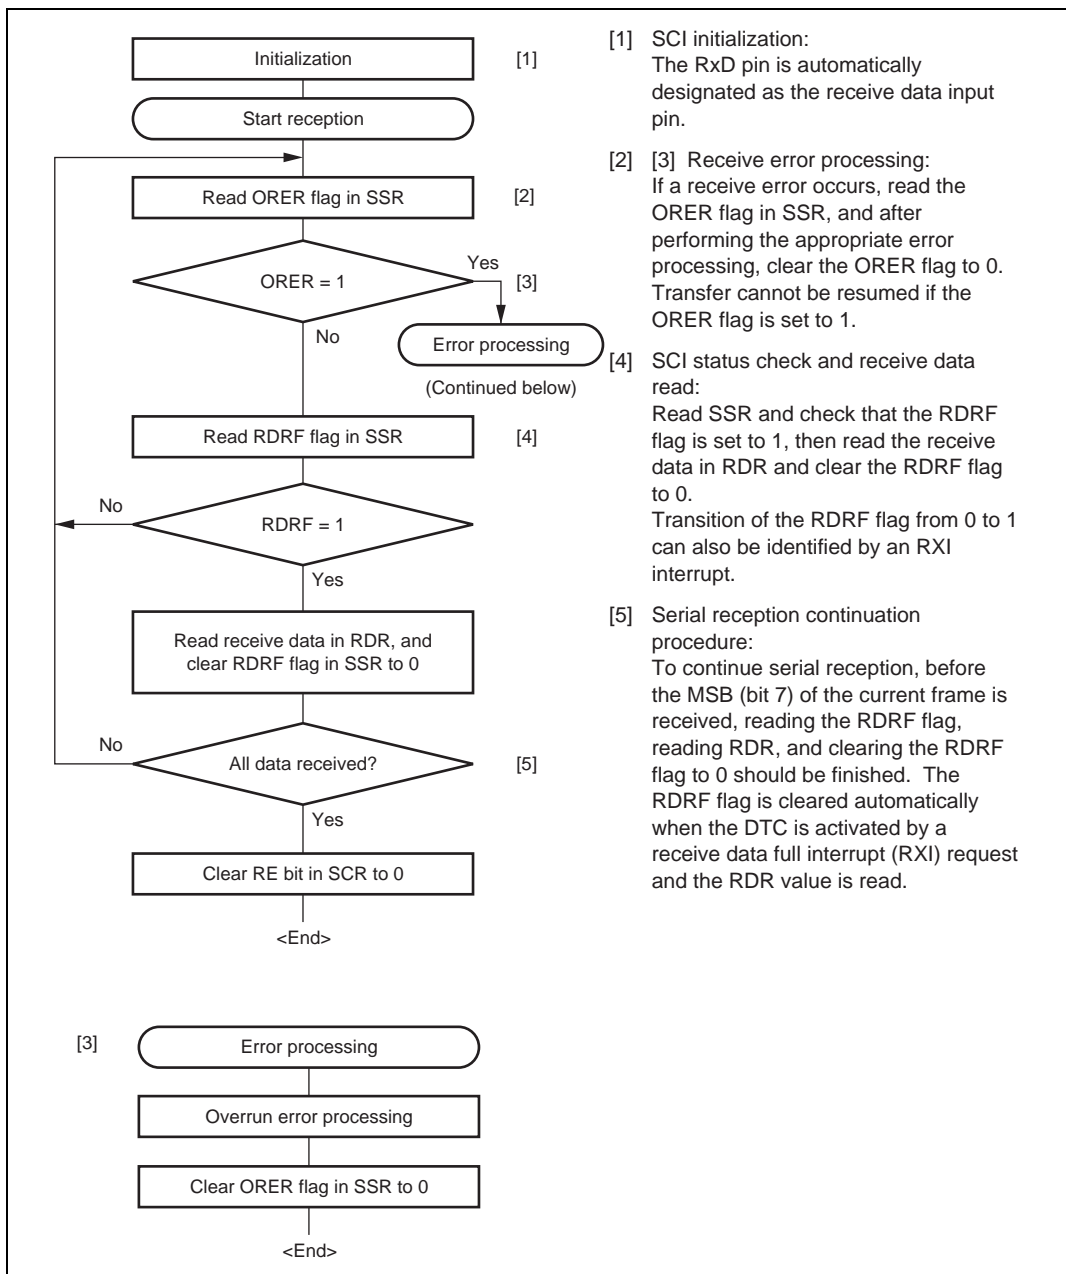 Initialization
[1]
Start reception
Read ORER flag in SSR
[2]
ORER = 1
Yes
[3]
No
Error processing
(Continued below)
Read RDRF flag in SSR
[4]
No
RDRF = 1
Yes
Read receive data in RDR, and
clear RDRF flag in SSR to 0
No
All data received?
[5]
Yes
Clear RE bit in SCR to 0
<End>
[3]
Error processing
Overrun error processing
Clear ORER flag in SSR to 0
<End>
[1] SCI initialization:
The RxD pin is automatically
designated as the receive data input
pin.
[2] [3] Receive error processing:
If a receive error occurs, read the
ORER flag in SSR, and after
performing the appropriate error
processing, clear the ORER flag to 0.
Transfer cannot be resumed if the
ORER flag is set to 1.
[4] SCI status check and receive data
read:
Read SSR and check that the RDRF
flag is set to 1, then read the receive
data in RDR and clear the RDRF flag
to 0.
Transition of the RDRF flag from 0 to 1
can also be identified by an RXI
interrupt.
[5] Serial reception continuation
procedure:
To continue serial reception, before
the MSB (bit 7) of the current frame is
received, reading the RDRF flag,
reading RDR, and clearing the RDRF
flag to 0 should be finished. The
RDRF flag is cleared automatically
when the DTC is activated by a
receive data full interrupt (RXI) request
and the RDR value is read.